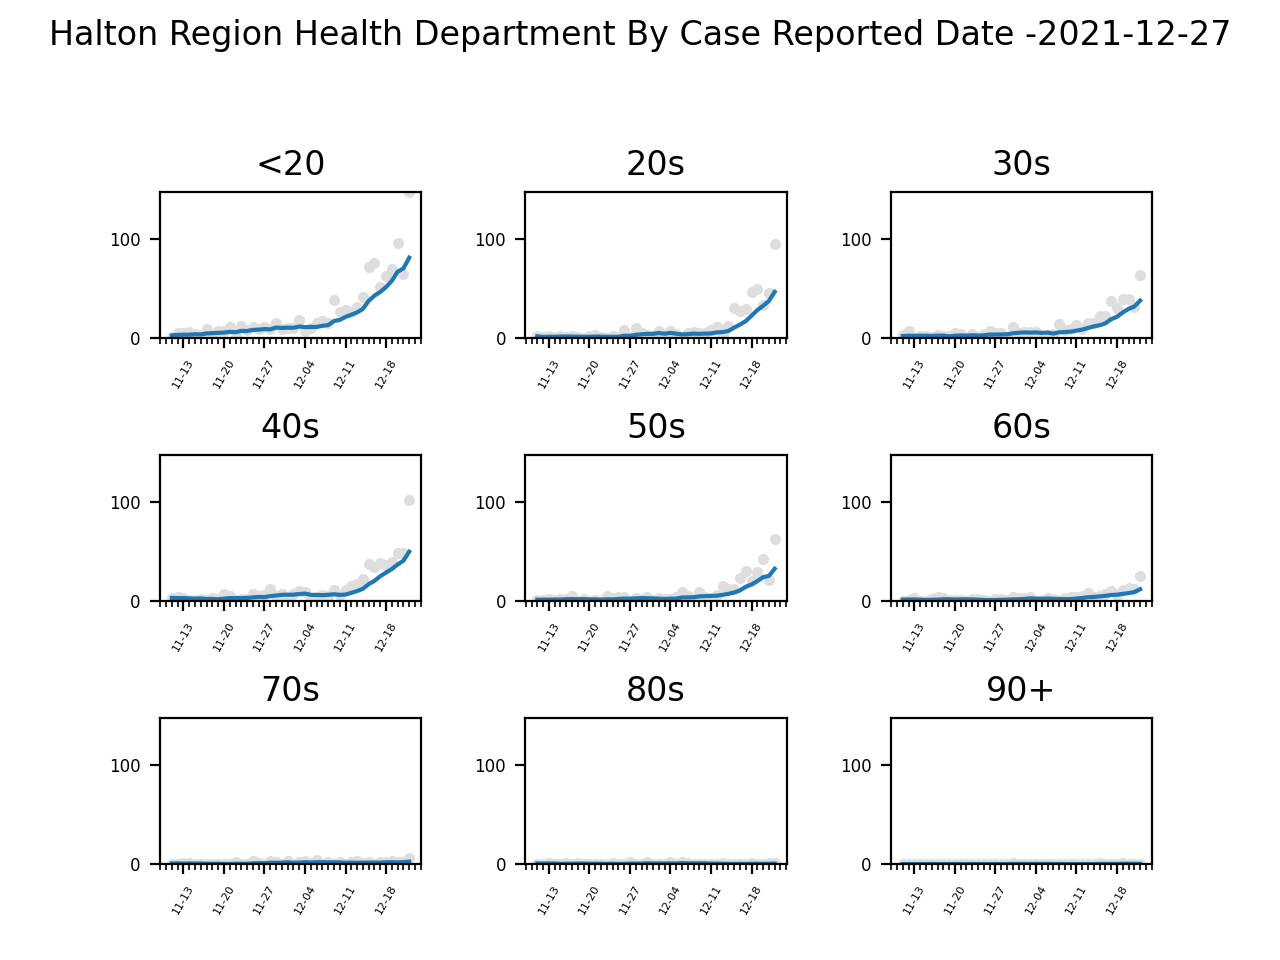 Halton Region Health Department By Case Reported Date -2021-12-27
<20 20s 30s
100 100 100
0 0 0
11-13 11-20 11-27 12-04 12-11 12-18 11-13 11-20 11-27 12-04 12-11 12-18 11-13 11-20 11-27 12-04 12-11 12-18
40s 50s 60s
100 100 100
0 0 0
11-13 11-20 11-27 12-04 12-11 12-18 11-13 11-20 11-27 12-04 12-11 12-18 11-13 11-20 11-27 12-04 12-11 12-18
70s 80s 90+
100 100 100
0 0 0
11-13 11-20 11-27 12-04 12-11 12-18 11-13 11-20 11-27 12-04 12-11 12-18 11-13 11-20 11-27 12-04 12-11 12-18